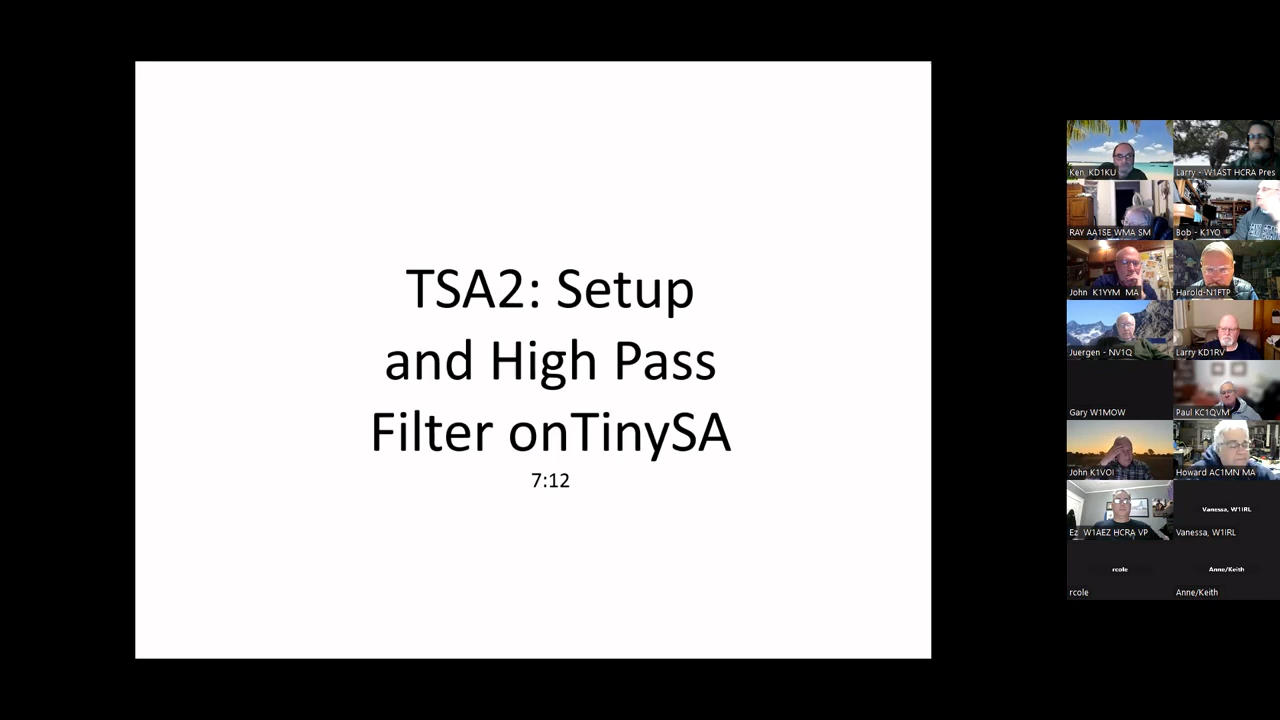 TSA2: Setup
and High Pass
Filter onTinySA
7:12
Ken KD1KU
Larry - W1AST HCRA Pres
RAY AA1SE WMA SM
Bob - K1YO
John K1YYM MA
Harold-N1FTP
Juergen - NV1Q
Larry KD1RV
Gary W1MOW
Paul KC1QVM
John K1VOI
Howard AC1MN MA
Ez W1AEZ HCRA VP
Vanessa, W1IRL
Vanessa, W1IRL
rcole
rcole
Anne/Keith
Anne/Keith